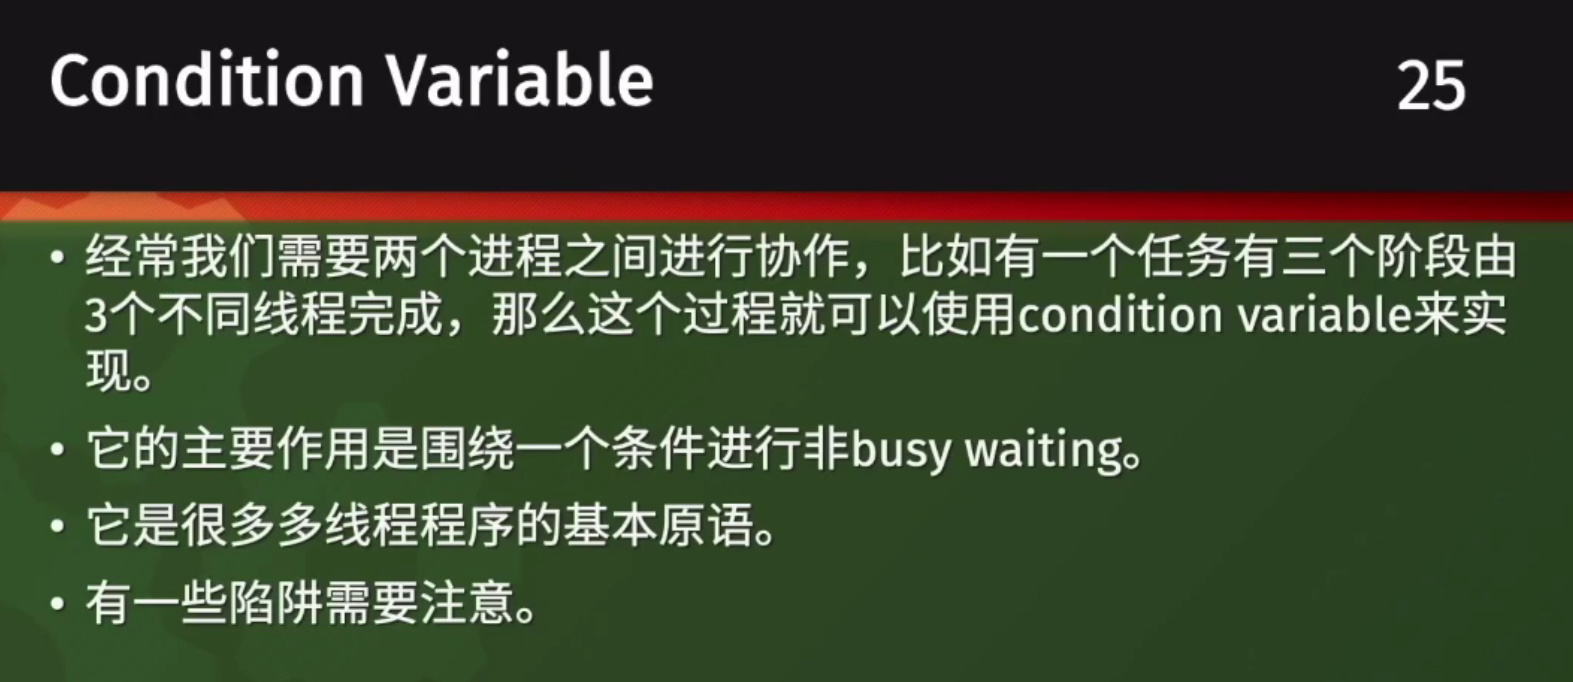 Condition Variable
25
• 经常我们需要两个进程之间进行协作，比如有一个任务有三个阶段由
3个不同线程完成，那么这个过程就可以使用condition variable来实
现。
• 它的主要作用是围绕一个条件进行非busy waiting。
• 它是很多多线程程序的基本原语。
• 有一些陷阱需要注意。